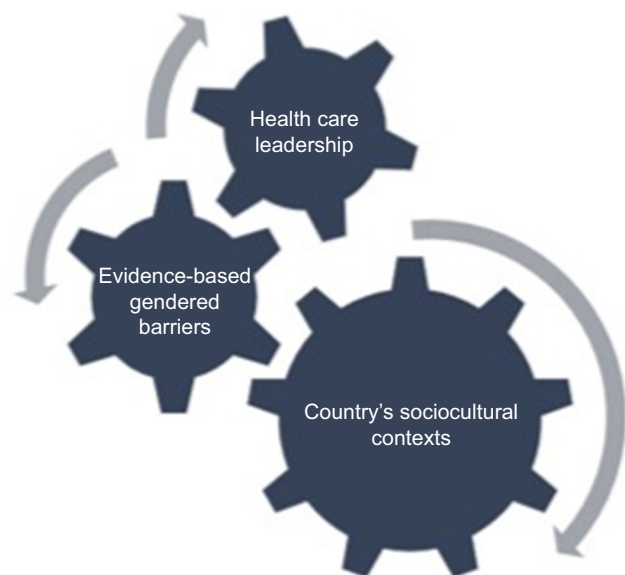 Health care
leadership
Evidence-based
gendered
barriers
Country’s sociocultural
contexts